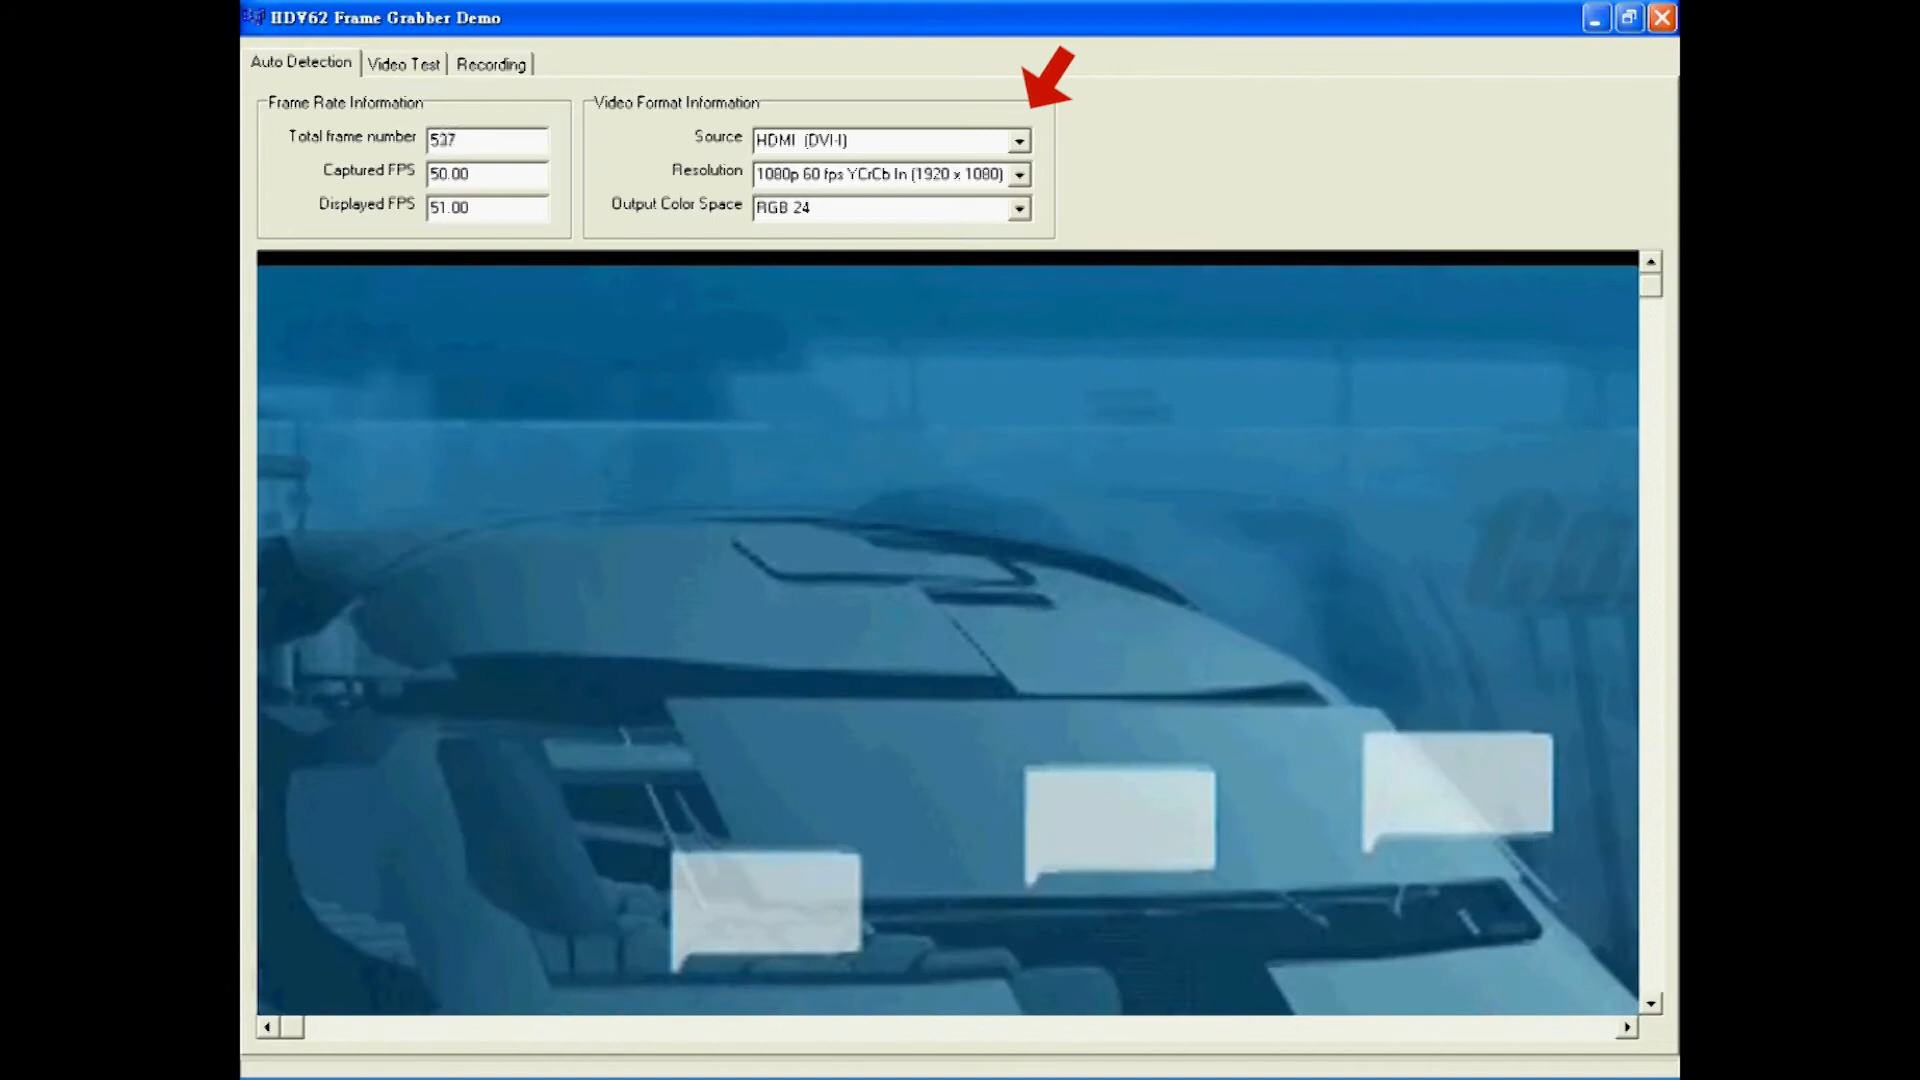 HDV62 Frame Grabber Demo
Auto Detection
Video Test
Recording
Frame Rate Information
Total frame number 537
Captured FPS 50.00
Displayed FPS 51.00
Video Format Information
Source HDMI (DVI-I)
Resolution 1080p 60 fps YCrCb In (1920 x 1080)
Output Color Space RGB 24